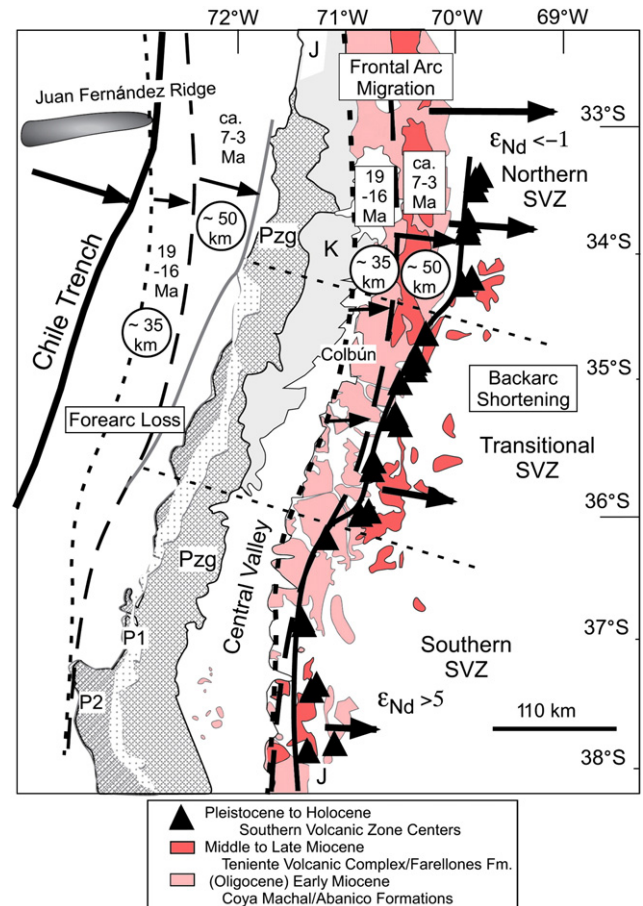 72°W
71°W
70°W
69°W
J
Juan Fernández Ridge
Frontal Arc
Migration
33°S
ca.
7-3
Ma
εNd <-1
Northern
SVZ
19
-16
Ma
ca.
7-3
Ma
~ 50
km
Pzg
K
34°S
19
-16
Ma
~ 35
km
~ 50
km
~ 35
km
Chile Trench
Colbún
35°S
Backarc
Shortening
Forearc Loss
Transitional
SVZ
36°S
Pzg
Central Valley
P1
37°S
Southern
SVZ
P2
εNd >5
110 km
J
38°S
Pleistocene to Holocene
Southern Volcanic Zone Centers
Middle to Late Miocene
Teniente Volcanic Complex/Farellones Fm.
(Oligocene) Early Miocene
Coya Machal/Abanico Formations